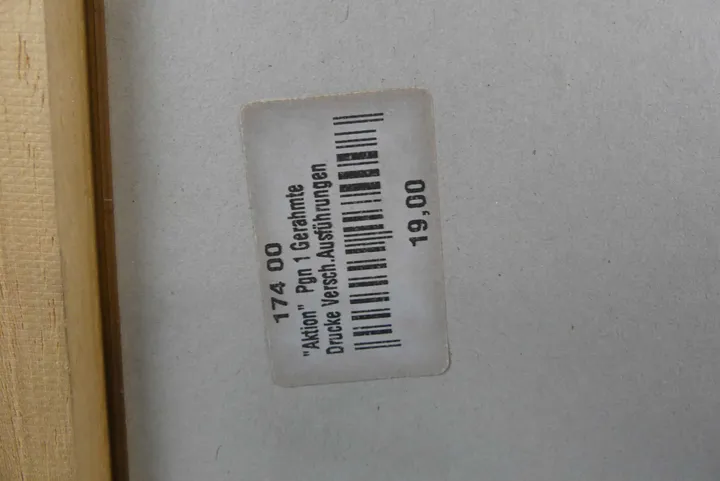 174 00
"Aktion" Pgn 1 Gerahmte
Drucke Versch.Ausführungen
19,00